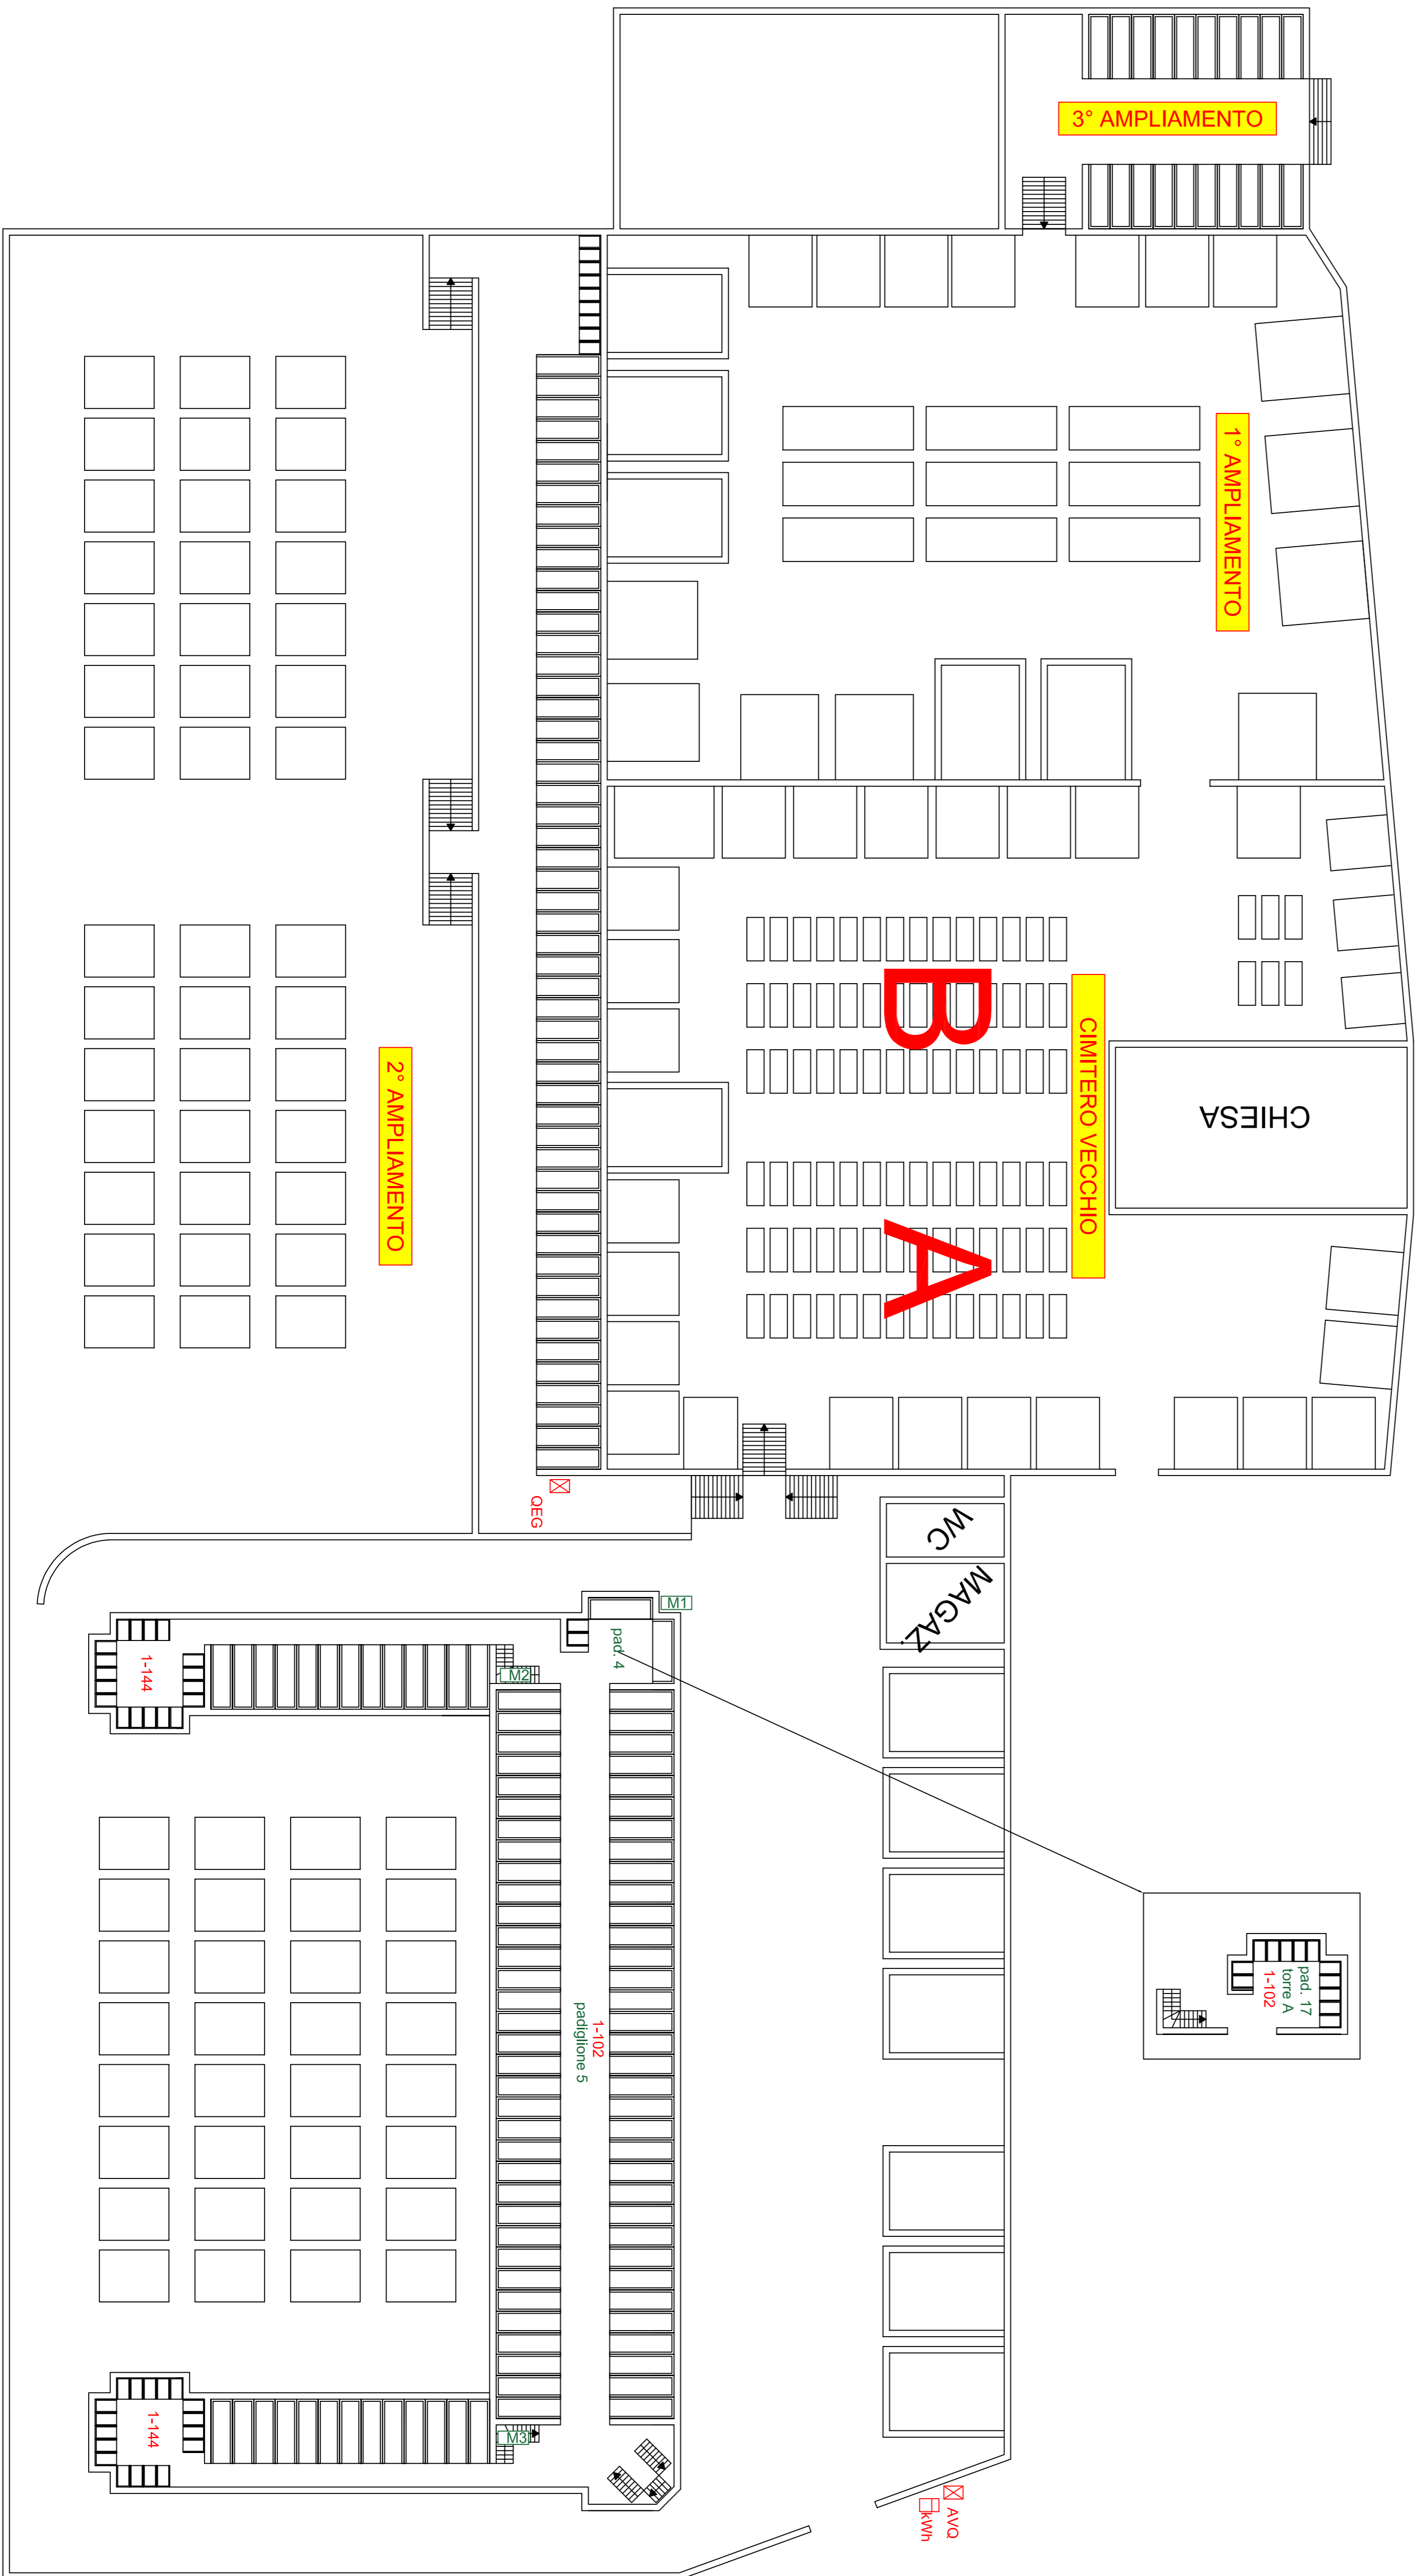 3° AMPLIAMENTO
1° AMPLIAMENTO
B
A
CIMITERO VECCHIO
CHIESA
2° AMPLIAMENTO
QEG
WC
MAGAZ.
M1
pad. 4
M2
1-144
pad. 17
torre A
1-102
1-102
padiglione 5
M3
1-144
AVQ
kWh